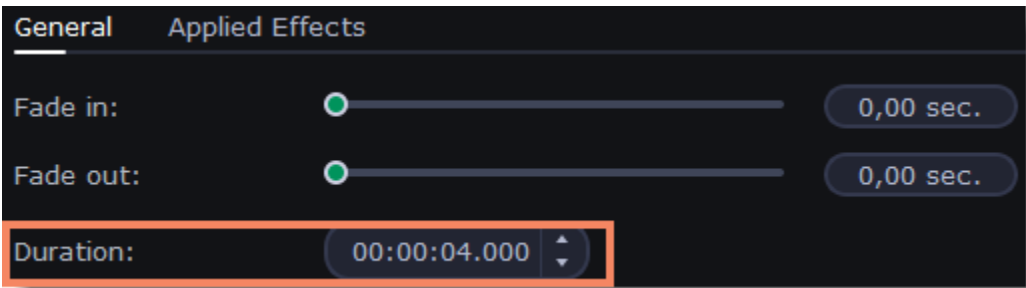 General Applied Effects
Fade in: 0,00 sec.
Fade out: 0,00 sec.
Duration: 00:00:04.000